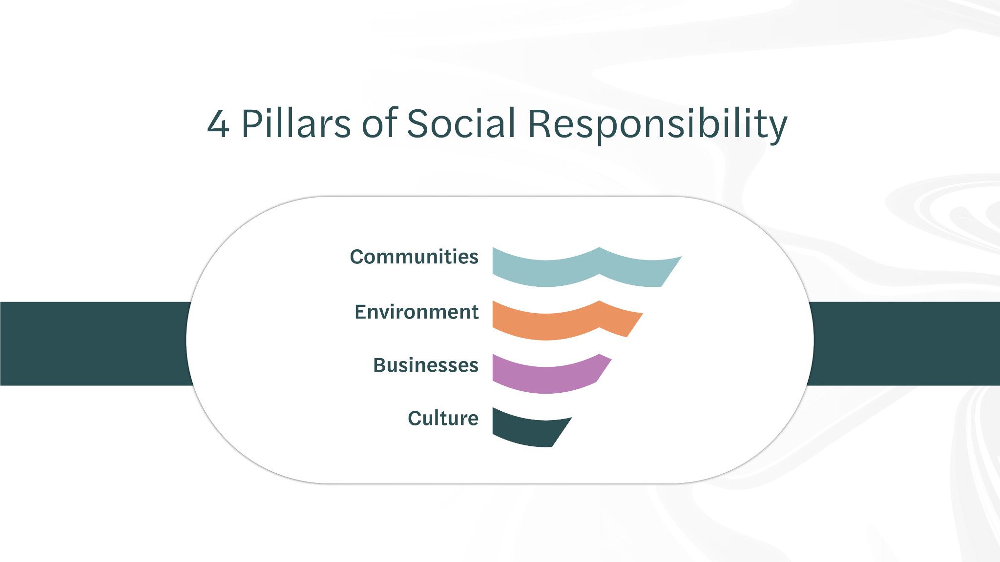 4 Pillars of Social Responsibility
Communities
Environment
Businesses
Culture